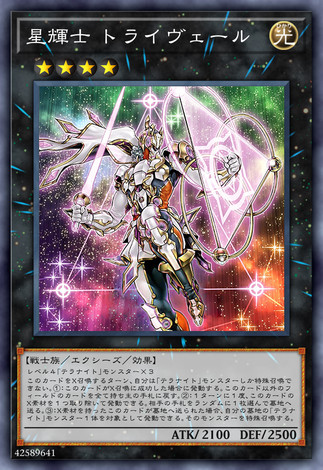 星輝士 トライヴェール
光
【戦士族/エクシーズ/効果】
レベル4「テラナイト」モンスター×3
このカードをX召喚するターン、自分は「テラナイト」モンスターしか特殊召喚でき
ない。①:このカードがX召喚に成功した場合に発動する。このカード以外のフィ
ールドのカードを全て持ち主の手札に戻す。②:1ターンに1度、このカードの
X素材を1つ取り除いて発動できる。相手の手札をランダムに1枚選んで墓地へ
送る。③:X素材を持ったこのカードが墓地へ送られた場合、自分の墓地の「テラナ
イト」モンスター1体を対象として発動できる。そのモンスターを特殊召喚する。
ATK/2100 DEF/2500
42589641